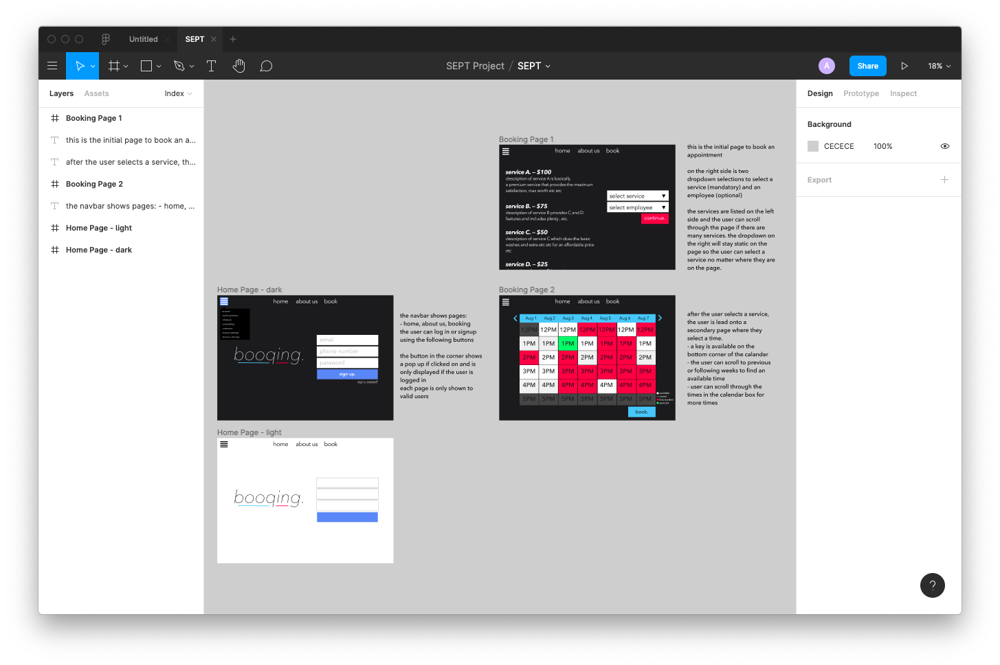 Untitled
SEPT
SEPT Project / SEPT
A
Share
18%
Layers
Assets
Index
Booking Page 1
this is the initial page to book an a...
after the user selects a service, th...
Booking Page 2
the navbar shows pages: - home, ...
Home Page - light
Home Page - dark
Design
Prototype
Inspect
Background
CECECE
100%
Export
?
Booking Page 1
home about us book
service A. – $100
description of service A is basically
a premium service that provides the maximum
satisfaction, max worth etc etc
service B. – $75
description of service B provides C and D
features and includes plenty , etc.
service C. – $50
description of service C which does the basic
washes and extra etc etc for an affordable price
etc
service D. – $25
select service
select employee
continue.
this is the initial page to book an
appointment
on the right side is two
dropdown selections to select a
service (mandatory) and an
employee (optional)
the services are listed on the left
side and the user can scroll
through the page if there are
many services. the dropdown on
the right will stay static on the
page so the user can select a
service no matter where they are
on the page.
Home Page - dark
home about us book
booqing.
email
phone number
password
sign up.
the navbar shows pages:
- home, about us, booking
the user can log in or signup
using the following buttons
the button in the corner shows
a pop up if clicked on and is
only displayed if the user is
logged in
each page is only shown to
valid users
Booking Page 2
home about us book
Aug 1 Aug 2 Aug 3 Aug 4 Aug 5 Aug 6 Aug 7
12PM 12PM 12PM 12PM 12PM 12PM 12PM
1PM 1PM 1PM 1PM 1PM 1PM 1PM
2PM 2PM 2PM 2PM 2PM 2PM 2PM
3PM 3PM 3PM 3PM 3PM 3PM 3PM
4PM 4PM 4PM 4PM 4PM 4PM 4PM
5PM 5PM 5PM 5PM 5PM 5PM 5PM
available
closed
fully booked
selected
book.
after the user selects a service,
the user is lead onto a
secondary page where they
select a time.
- a key is available on the
bottom corner of the calander
- the user can scroll to previous
or following weeks to find an
available time
- user can scroll through the
times in the calendar box for
more times
Home Page - light
home about us book
booqing.